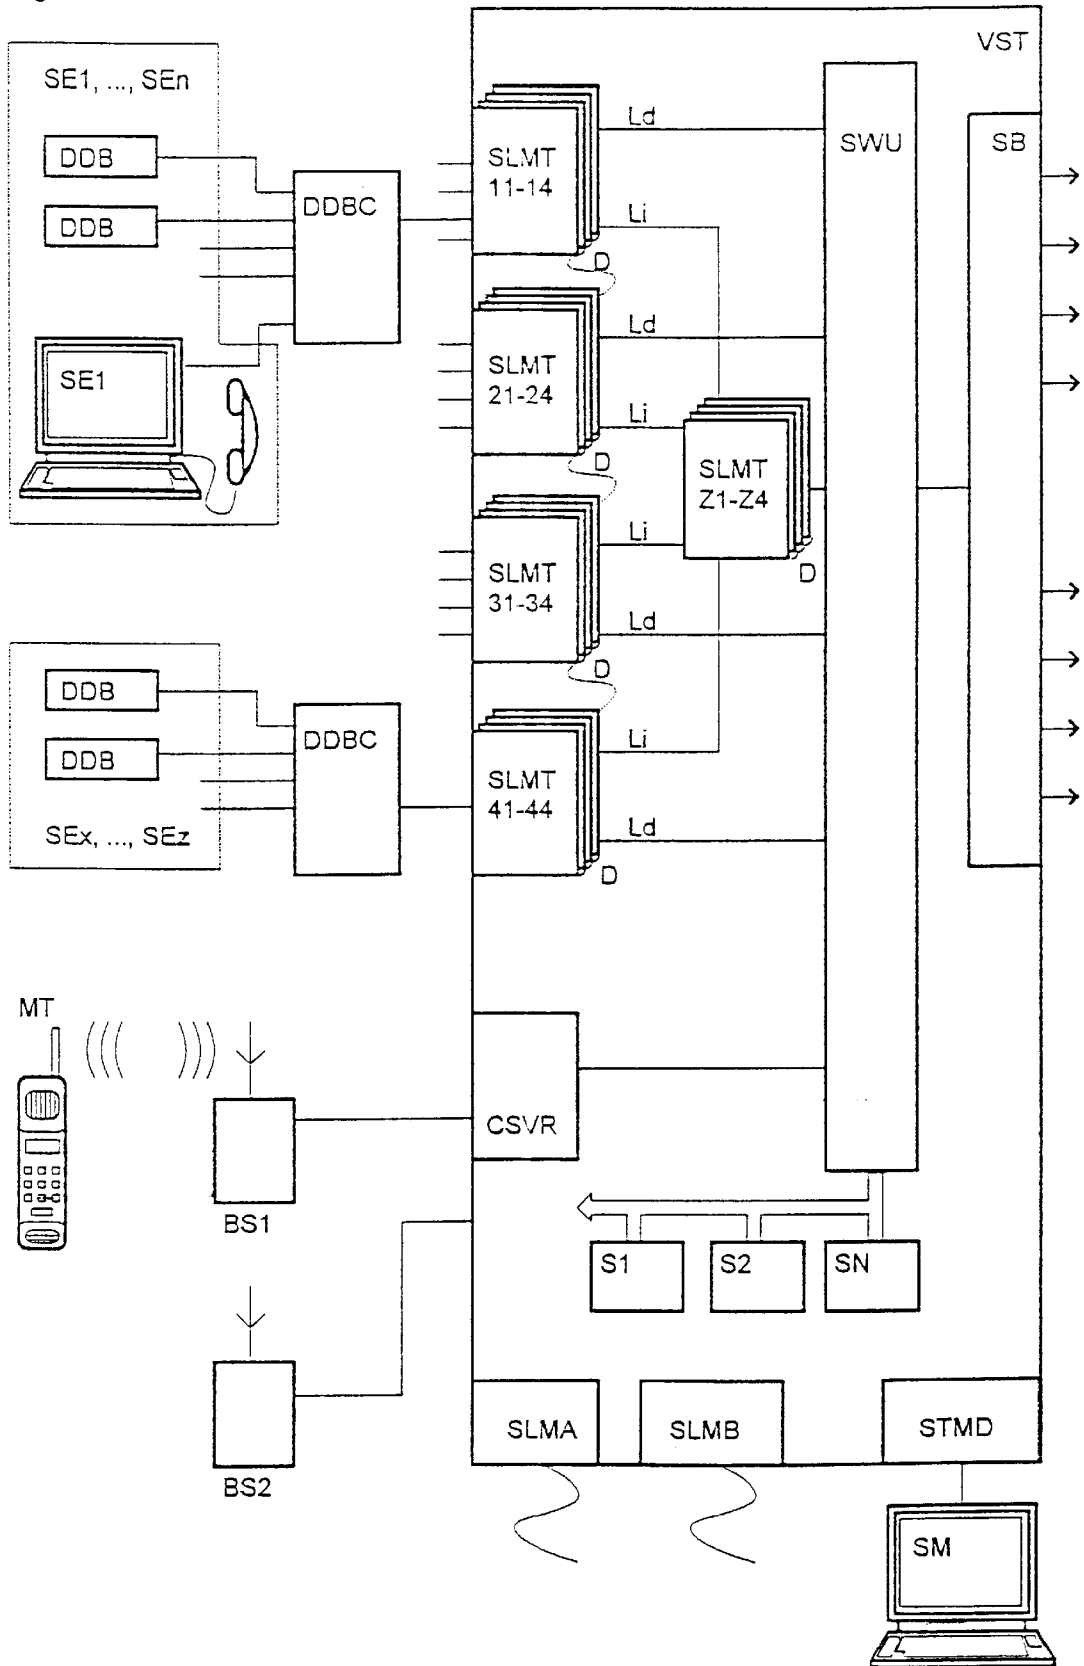 VST
SE1, ..., SEn
DDB
DDB
DDBC
SE1
SLMT
11-14
Ld
Li
D
SLMT
21-24
Ld
Li
D
SLMT
31-34
Li
Ld
D
SLMT
41-44
Li
Ld
D
SLMT
Z1-Z4
D
SWU
SB
DDB
DDB
DDBC
SEx, ..., SEz
MT
BS1
BS2
CSVR
S1
S2
SN
SLMA
SLMB
STMD
SM